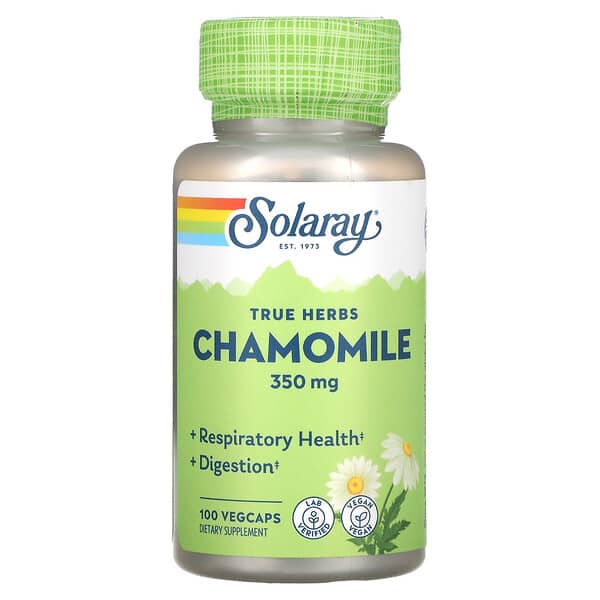 Solaray®
EST. 1973
TRUE HERBS
CHAMOMILE
350 mg
+ Respiratory Health‡
+ Digestion‡
100 VEGCAPS
DIETARY SUPPLEMENT
LAB VERIFIED
VEGAN VEGAN